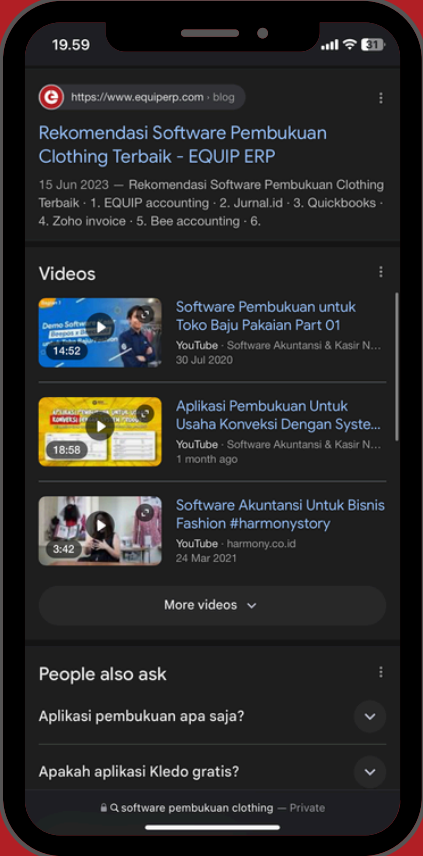 19.59
31
https://www.equiperp.com › blog
Rekomendasi Software Pembukuan
Clothing Terbaik - EQUIP ERP
15 Jun 2023 — Rekomendasi Software Pembukuan Clothing
Terbaik · 1. EQUIP accounting · 2. Jurnal.id · 3. Quickbooks ·
4. Zoho invoice · 5. Bee accounting · 6.
Videos
Demo Softwar
14:52
Software Pembukuan untuk
Toko Baju Pakaian Part 01
YouTube · Software Akuntansi & Kasir N...
30 Jul 2020
KONVEKSI DENGAN
18:58
Aplikasi Pembukuan Untuk
Usaha Konveksi Dengan Syste...
YouTube · Software Akuntansi & Kasir N...
1 month ago
3:42
Software Akuntansi Untuk Bisnis
Fashion #harmonystory
YouTube · harmony.co.id
24 Mar 2021
More videos
People also ask
Aplikasi pembukuan apa saja?
Apakah aplikasi Kledo gratis?
software pembukuan clothing — Private